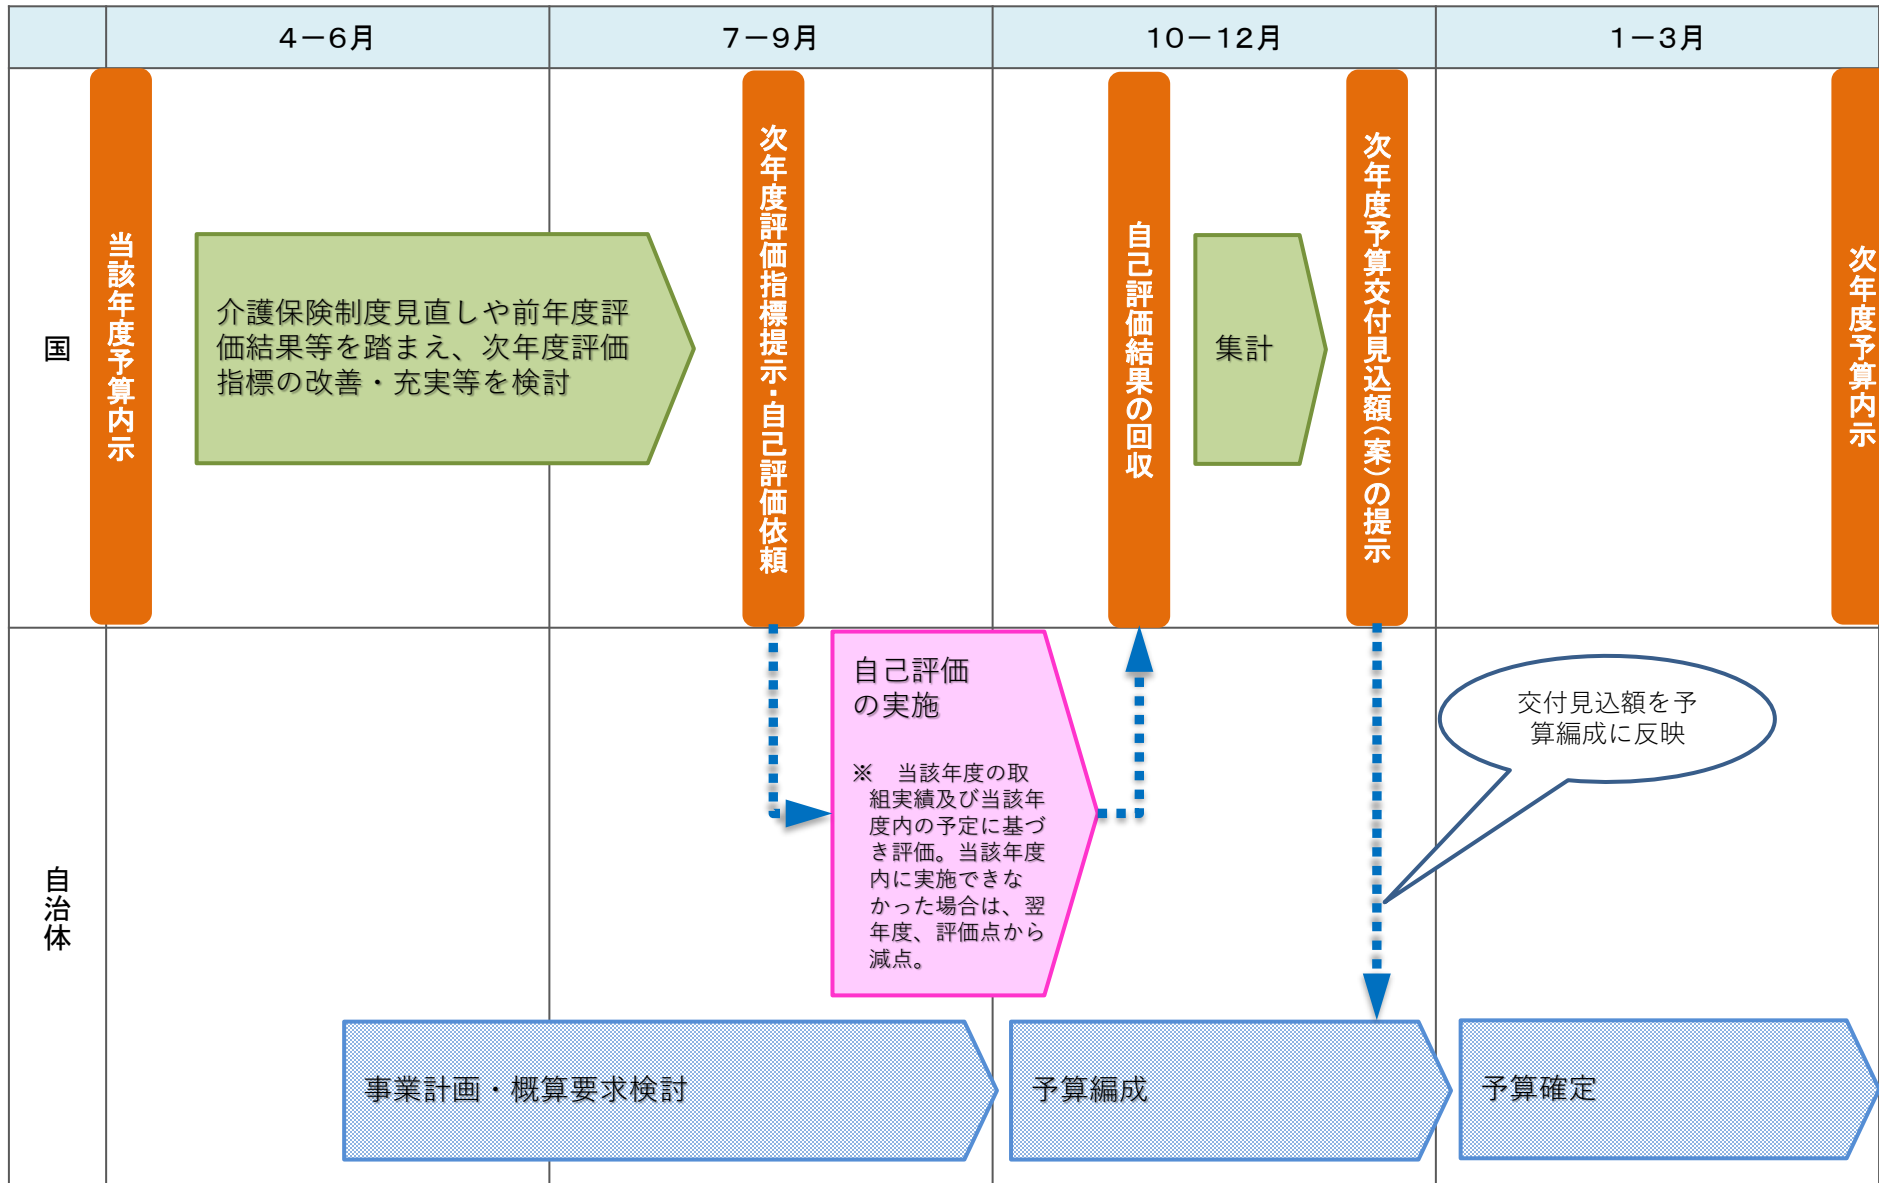 4－6月
7－9月
10－12月
1－3月
国
当該年度予算内示
介護保険制度見直しや前年度評
価結果等を踏まえ、次年度評価
指標の改善・充実等を検討
次年度評価指標提示・自己評価依頼
自己評価結果の回収
集計
次年度予算交付見込額（案）の提示
次年度予算内示
自治体
自己評価
の実施
※　当該年度の取
組実績及び当該年
度内の予定に基づ
き評価。当該年度
内に実施できな
かった場合は、翌
年度、評価点から
減点。
交付見込額を予
算編成に反映
事業計画・概算要求検討
予算編成
予算確定